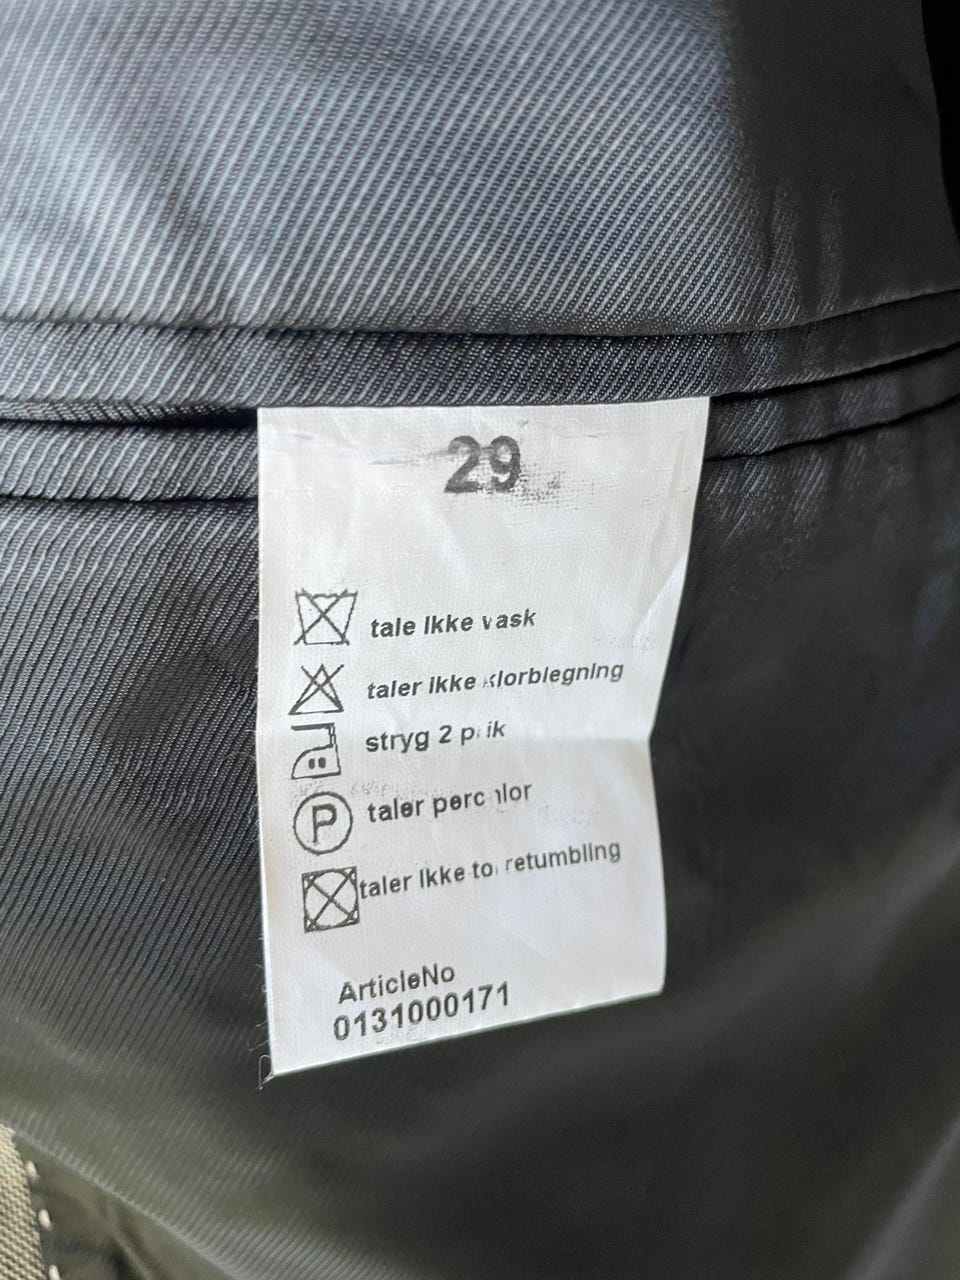 29
tale Ikke vask
taler ikke klorblegning
stryg 2 prik
P
taler perchlor
taler Ikke torretumbling
ArticleNo
0131000171